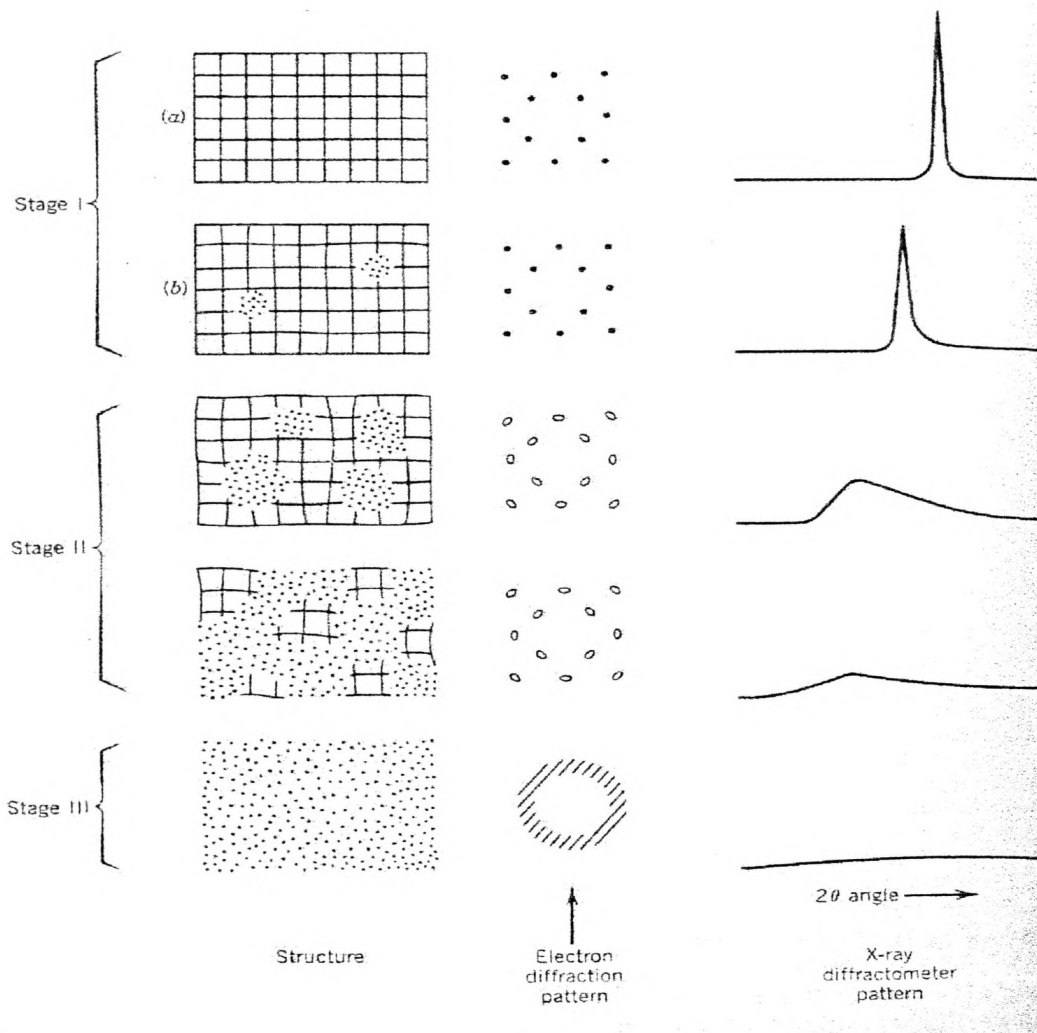 (a)
Stage I
(b)
Stage II
Stage III
2θ angle
Structure
Electron
diffraction
pattern
X-ray
diffractometer
pattern